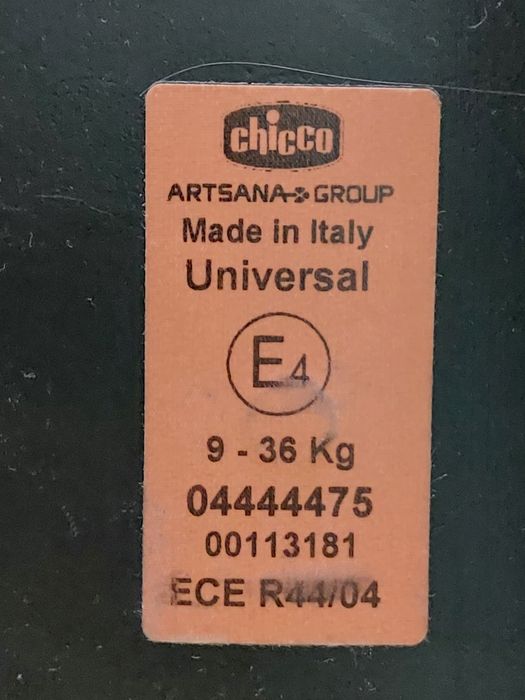 chicco
ARTSANA GROUP
Made in Italy
Universal
E4
9 - 36 Kg
04444475
00113181
ECE R44/04